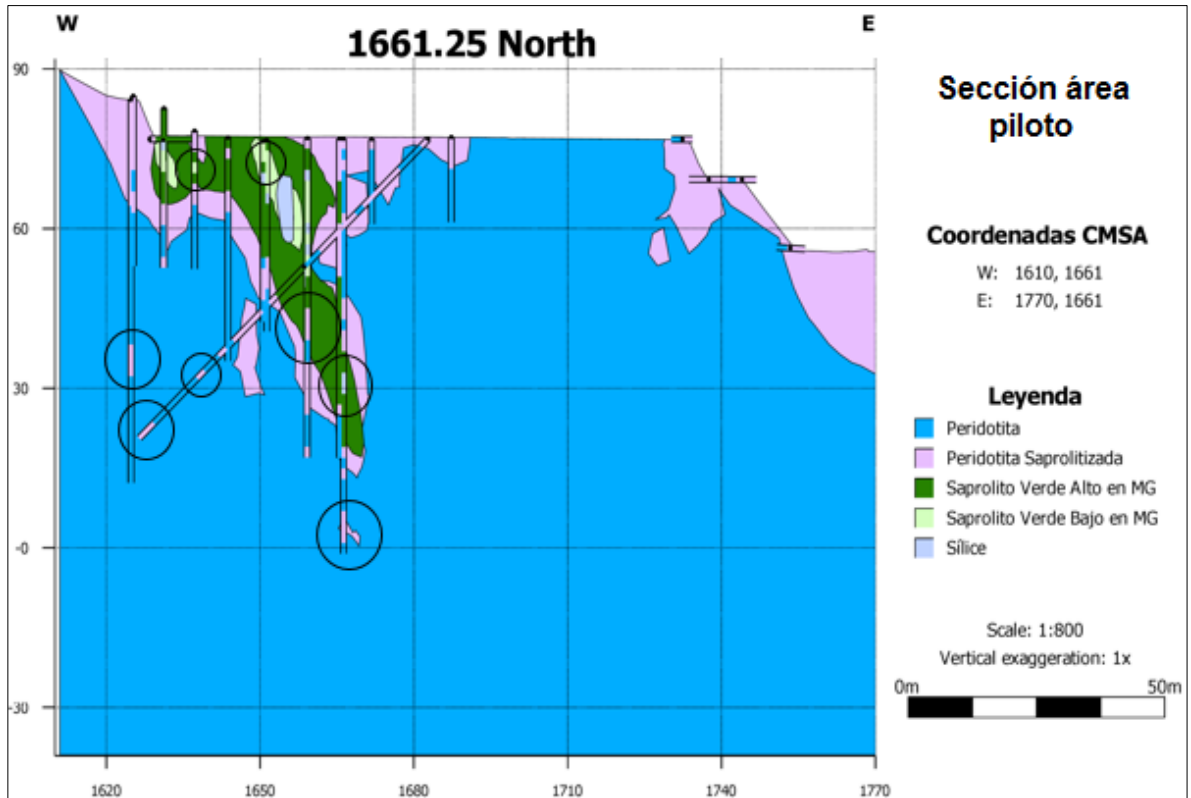 W
E
1661.25 North
90
60
30
-0
-30
1620
1650
1680
1710
1740
1770
Sección área
piloto
Coordenadas CMSA
W: 1610, 1661
E: 1770, 1661
Leyenda
Peridotita
Peridotita Saprolitizada
Saprolito Verde Alto en MG
Saprolito Verde Bajo en MG
Sílice
Scale: 1:800
Vertical exaggeration: 1x
0m
50m